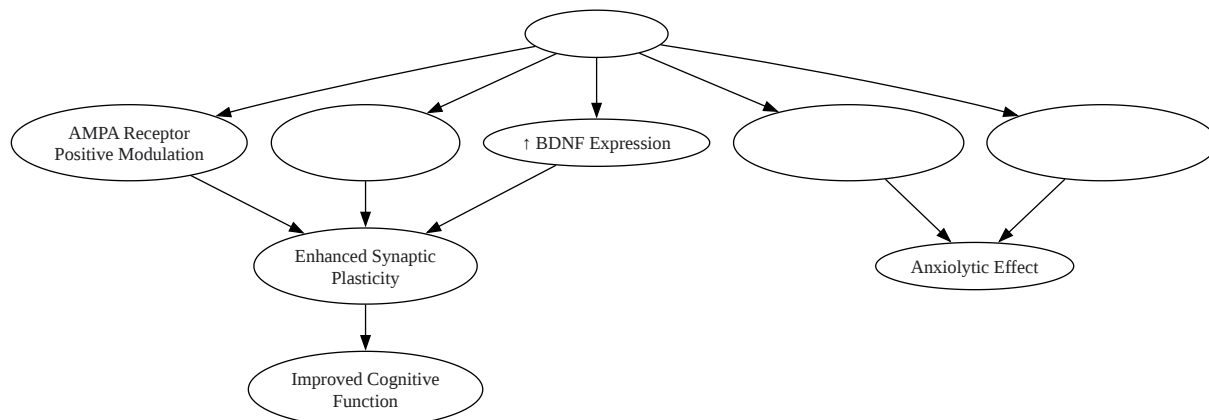 AMPA Receptor
Positive Modulation
↑ BDNF Expression
Enhanced Synaptic
Plasticity
Anxiolytic Effect
Improved Cognitive
Function